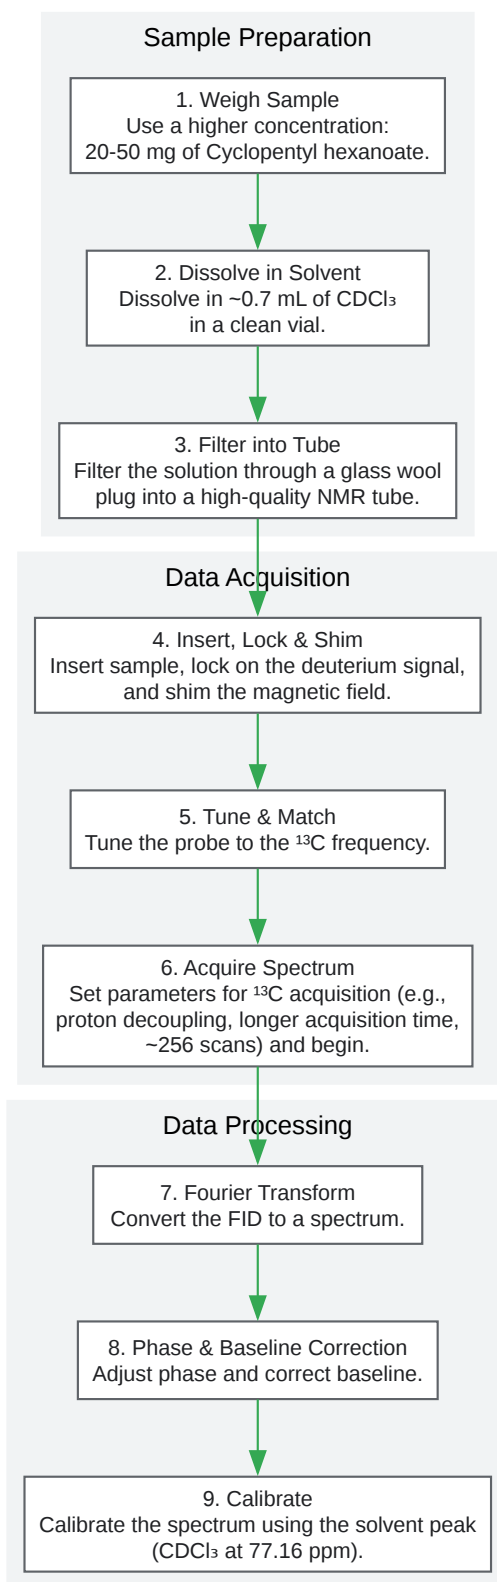 Sample Preparation
1. Weigh Sample
Use a higher concentration:
20-50 mg of Cyclopentyl hexanoate.
2. Dissolve in Solvent
Dissolve in ~0.7 mL of CDCl₃
in a clean vial.
3. Filter into Tube
Filter the solution through a glass wool
plug into a high-quality NMR tube.
Data Acquisition
4. Insert, Lock & Shim
Insert sample, lock on the deuterium signal,
and shim the magnetic field.
5. Tune & Match
Tune the probe to the ¹³C frequency.
6. Acquire Spectrum
Set parameters for ¹³C acquisition (e.g.,
proton decoupling, longer acquisition time,
~256 scans) and begin.
Data Processing
7. Fourier Transform
Convert the FID to a spectrum.
8. Phase & Baseline Correction
Adjust phase and correct baseline.
9. Calibrate
Calibrate the spectrum using the solvent peak
(CDCl₃ at 77.16 ppm).